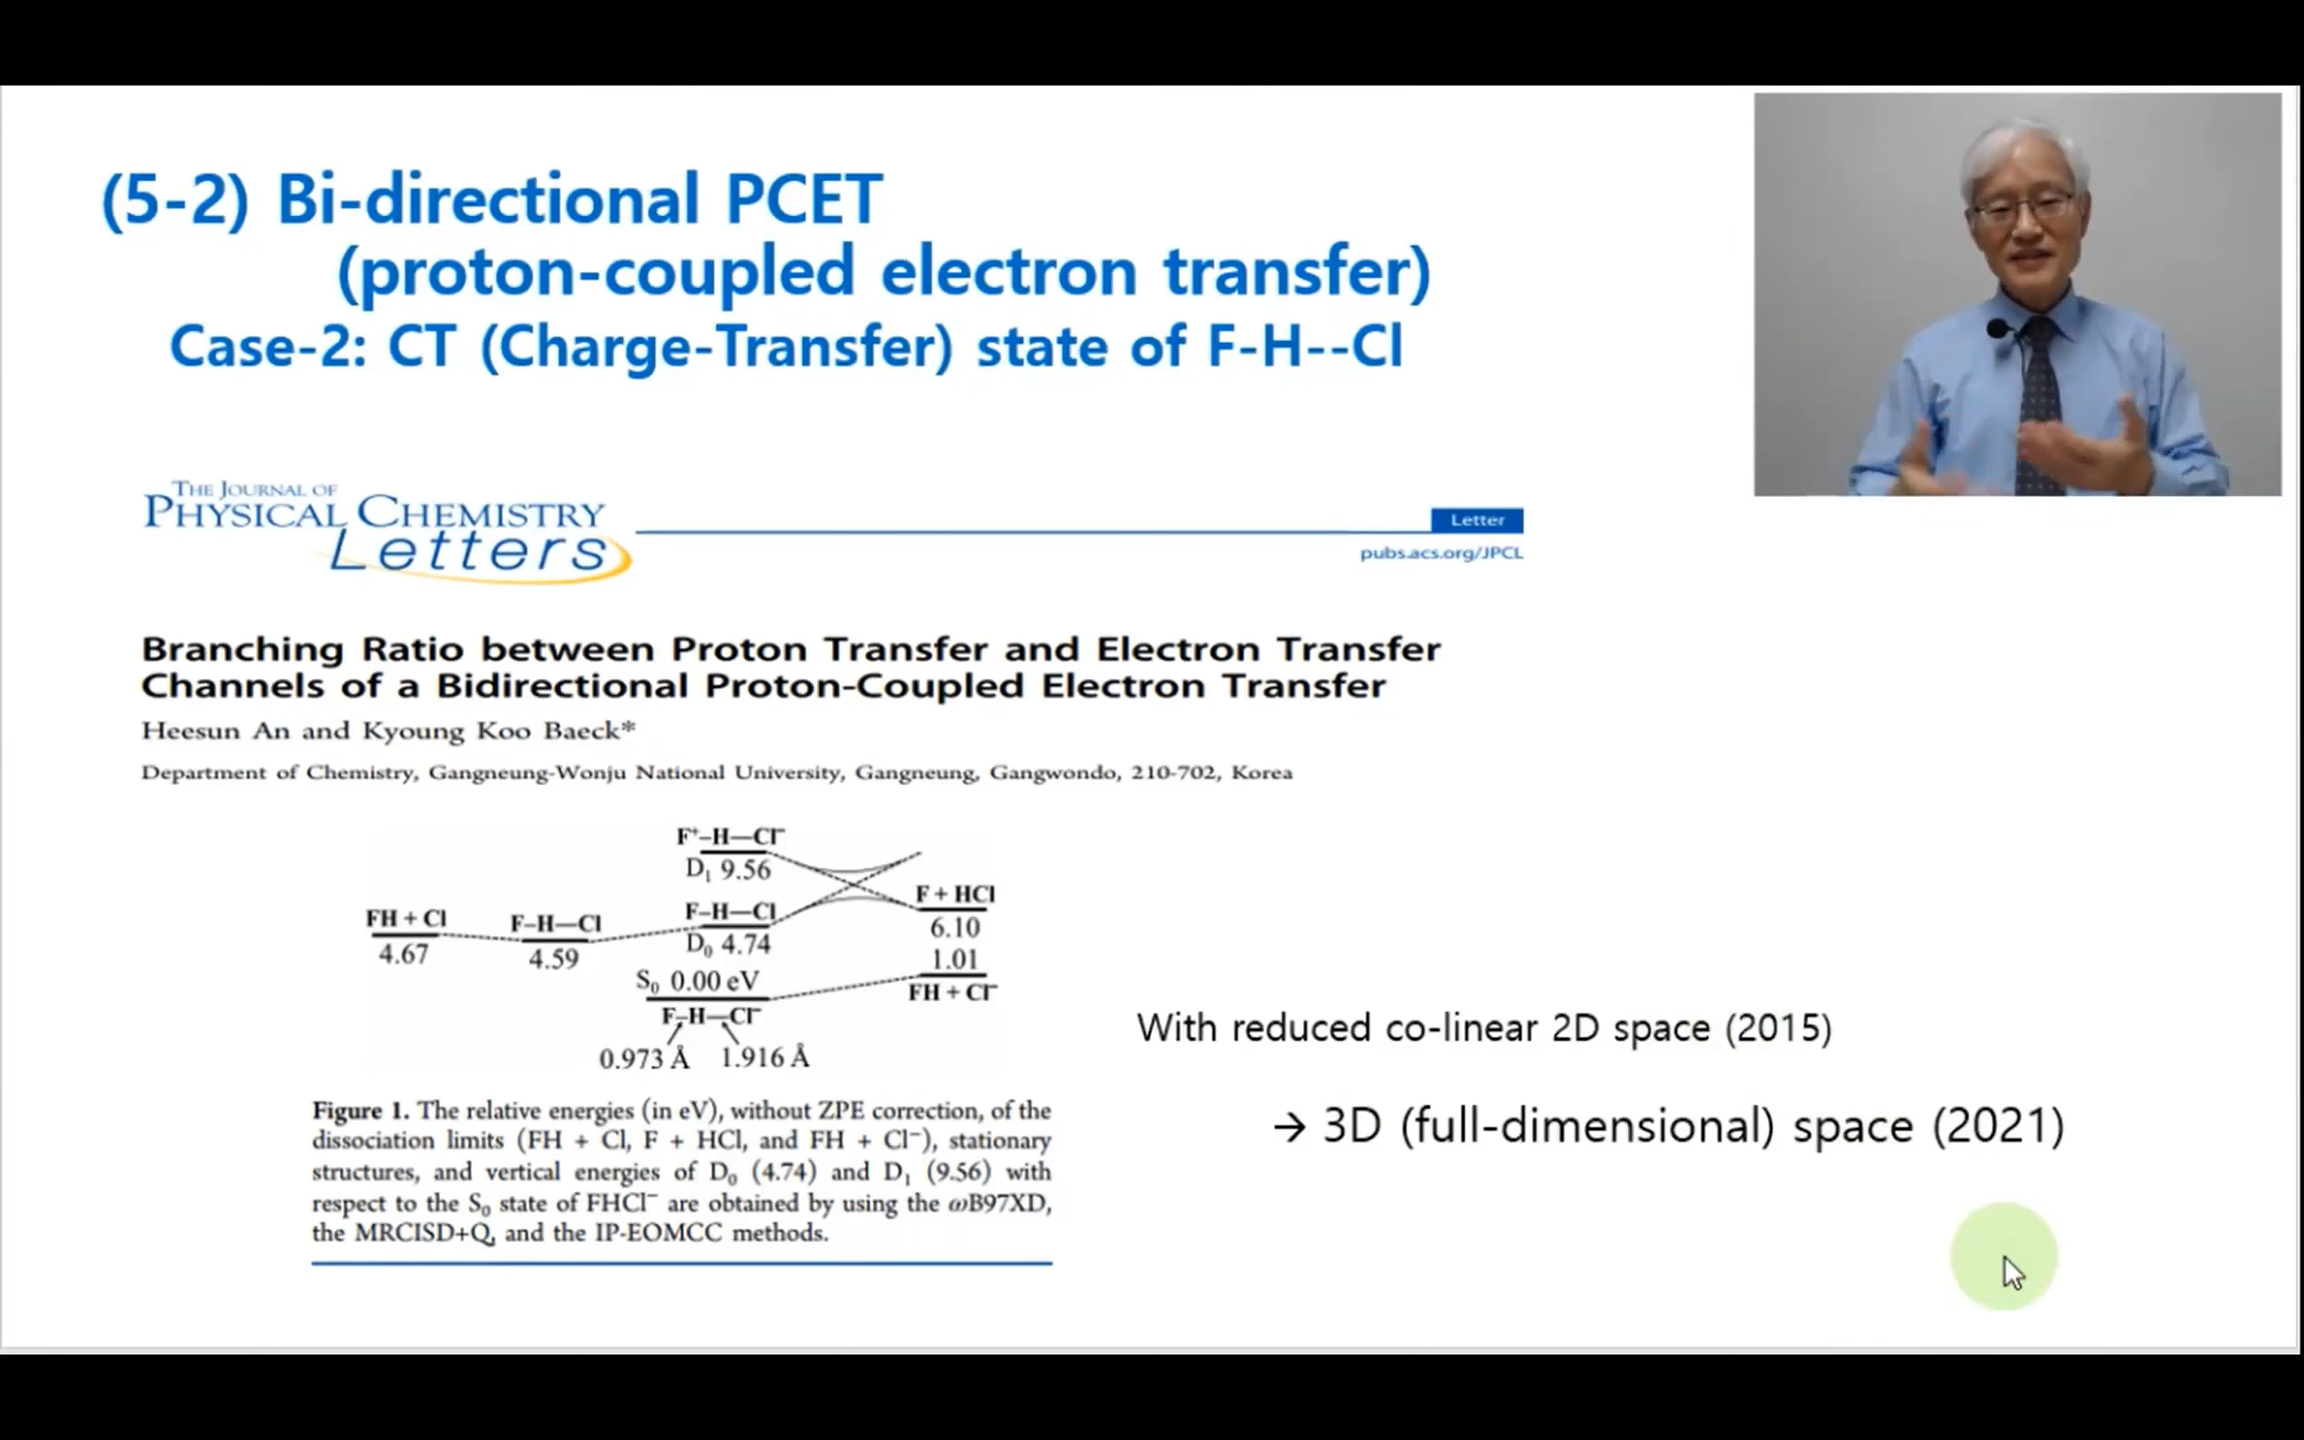 (5-2) Bi-directional PCET
(proton-coupled electron transfer)
Case-2: CT (Charge-Transfer) state of F-H--Cl
THE JOURNAL OF
PHYSICAL CHEMISTRY
Letters
Letter
pubs.acs.org/JPCL
Branching Ratio between Proton Transfer and Electron Transfer
Channels of a Bidirectional Proton-Coupled Electron Transfer
Heesun An and Kyoung Koo Baeck*
Department of Chemistry, Gangneung-Wonju National University, Gangneung, Gangwondo, 210-702, Korea
F⁺–H—Cl⁻
D₁ 9.56
F + HCl
FH + Cl
F–H—Cl
F–H—Cl
6.10
4.67
4.59
D₀ 4.74
1.01
S₀ 0.00 eV
FH + Cl⁻
F–H—Cl⁻
0.973 Å 1.916 Å
With reduced co-linear 2D space (2015)
→ 3D (full-dimensional) space (2021)
Figure 1. The relative energies (in eV), without ZPE correction, of the
dissociation limits (FH + Cl, F + HCl, and FH + Cl⁻), stationary
structures, and vertical energies of D₀ (4.74) and D₁ (9.56) with
respect to the S₀ state of FHCl⁻ are obtained by using the ωB97XD,
the MRCISD+Q, and the IP-EOMCC methods.